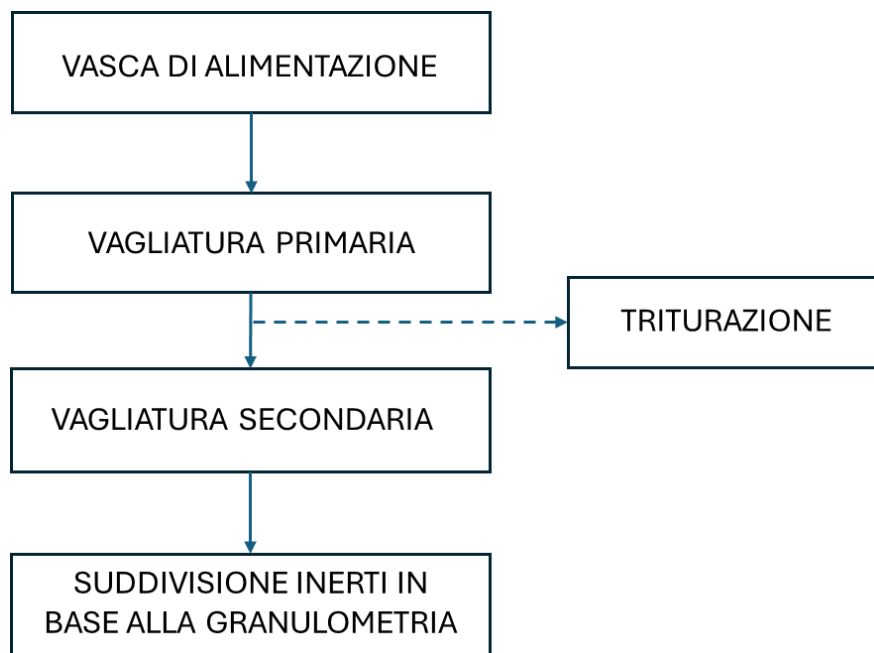 VASCA DI ALIMENTAZIONE
VAGLIATURA PRIMARIA
TRITURAZIONE
VAGLIATURA SECONDARIA
SUDDIVISIONE INERTI IN
BASE ALLA GRANULOMETRIA